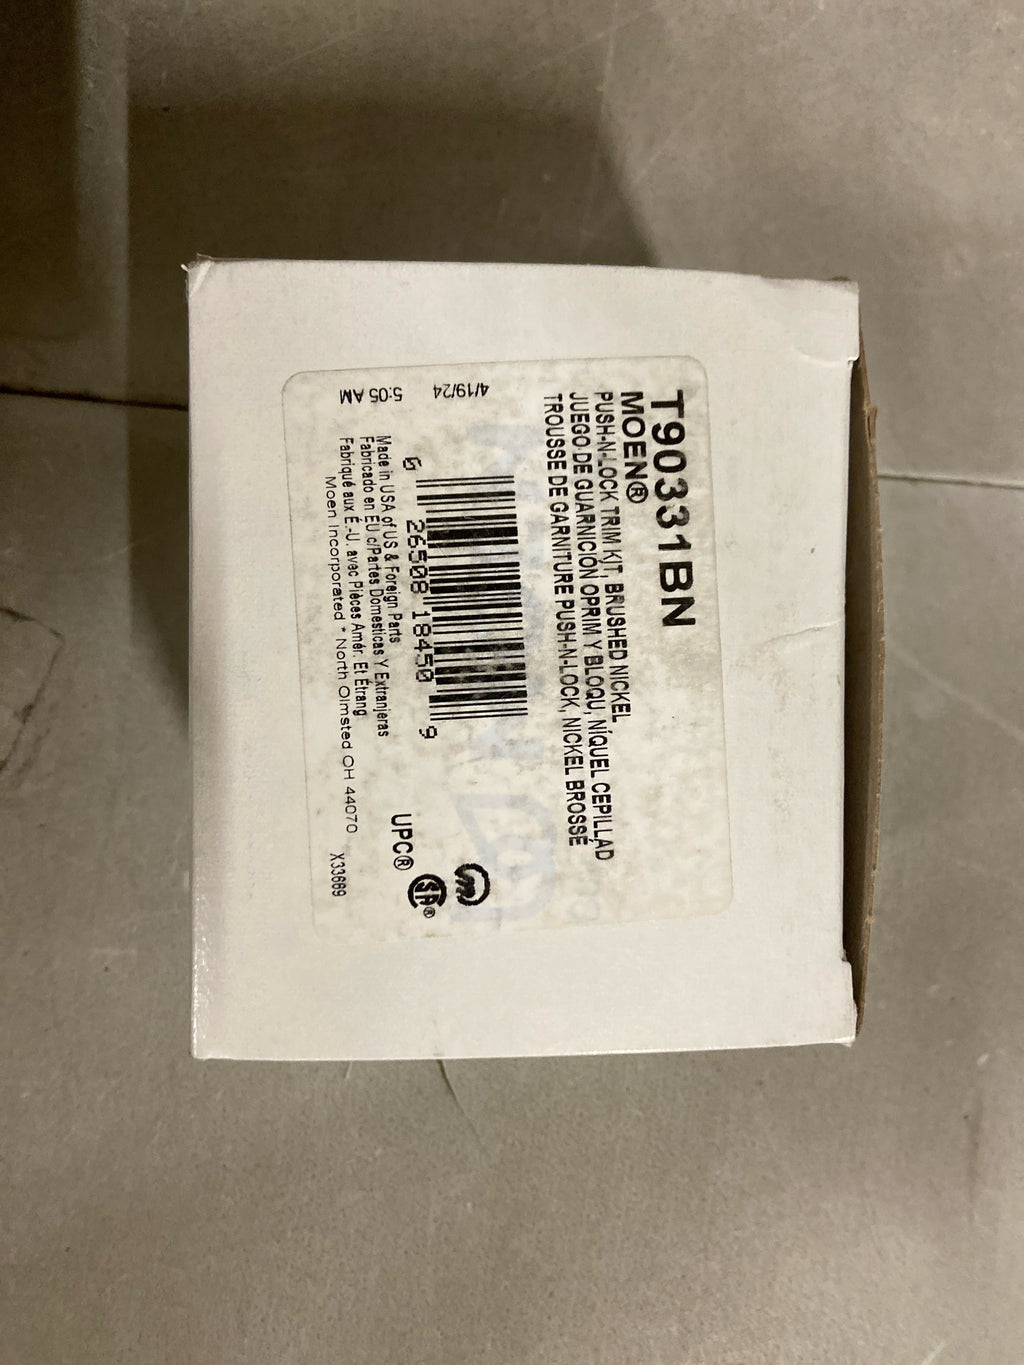 T90331BN
MOEN®
PUSH-N-LOCK TRIM KIT, BRUSHED NICKEL
JUEGO DE GUARNICIÓN OPRIM Y BLOQU, NÍQUEL CEPILLAD
TROUSSE DE GARNITURE PUSH-N-LOCK, NICKEL BROSSÉ
4/19/24
5:05 AM
6 26508 18450 9
UPC®
SA®
Made in USA of US & Foreign Parts
Fabricado en EU c/Partes Domesticas Y Extranjeras
Fabriqué aux É.-U. avec Pièces Amér. Et Étrang
Moen Incorporated * North Olmsted OH 44070
X33669